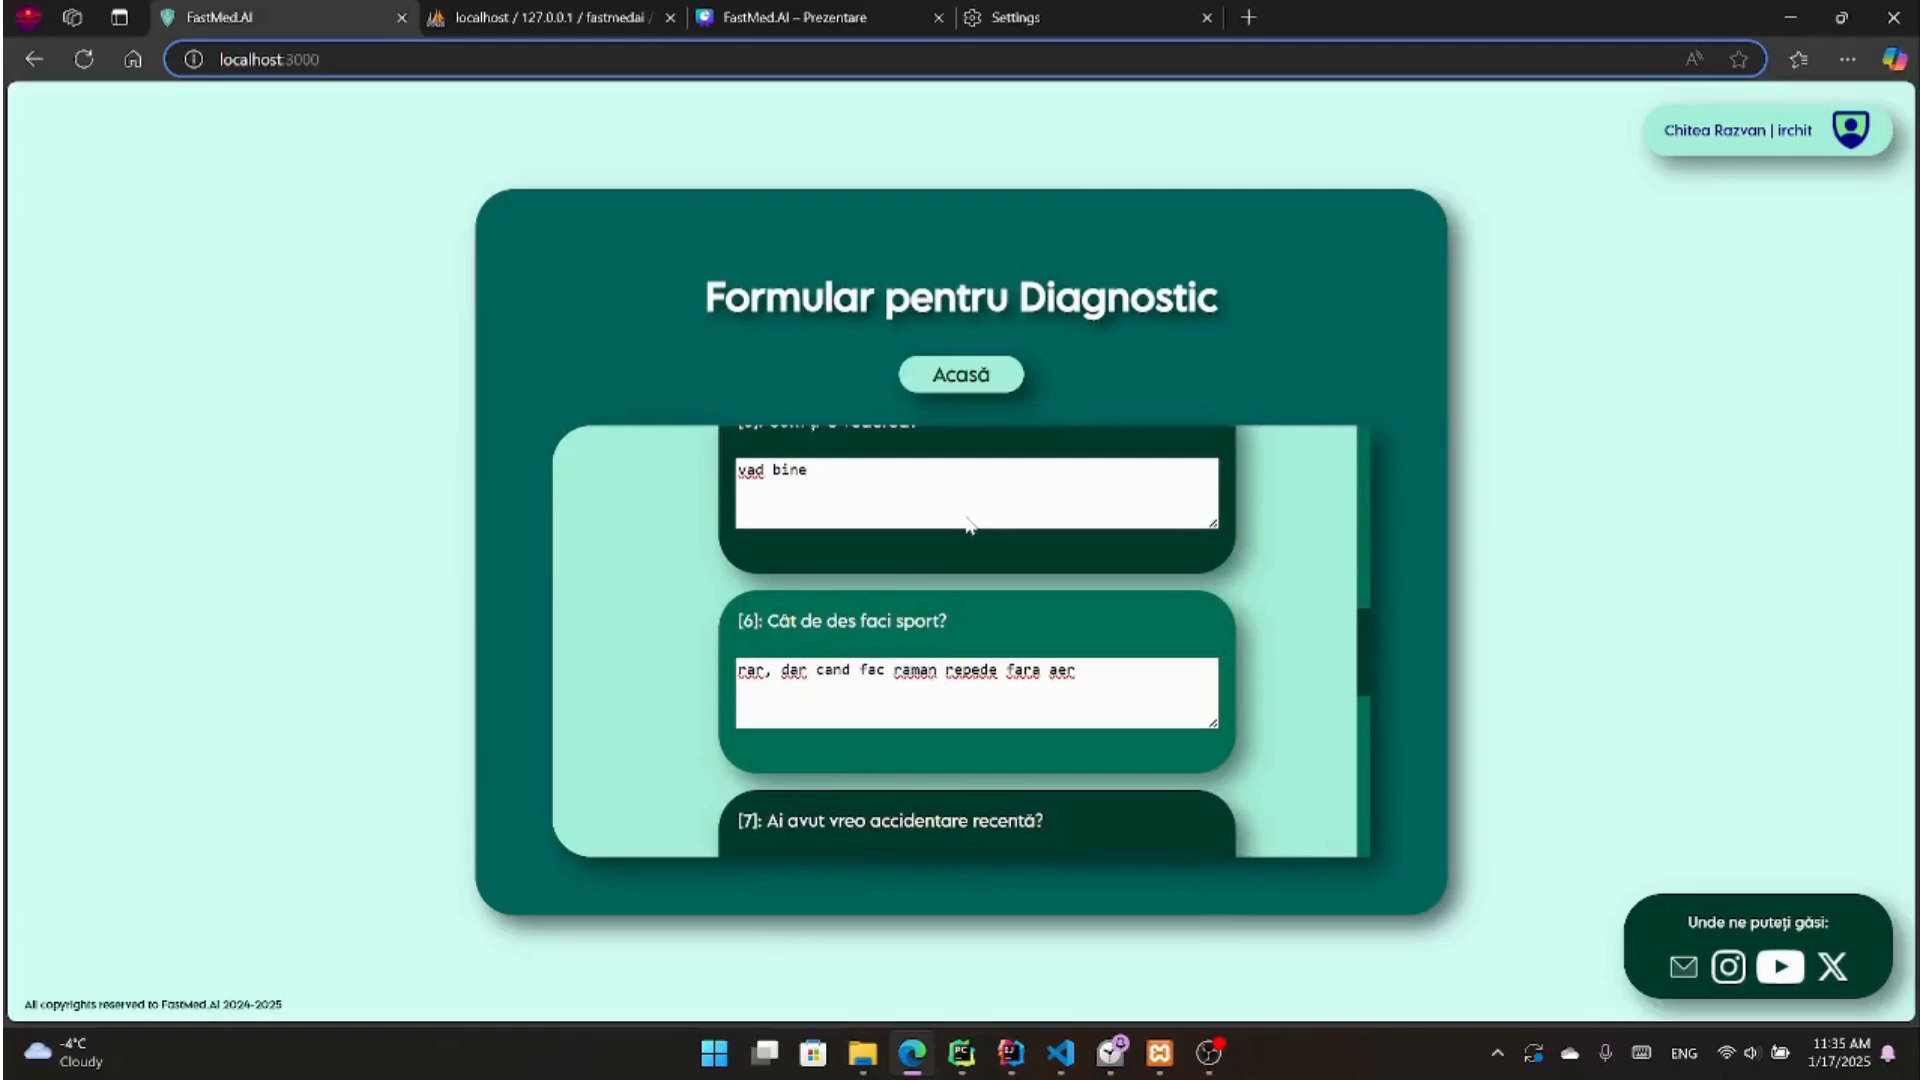 FastMed.AI
localhost / 127.0.0.1 / fastmedai /
FastMed.AI – Prezentare
Settings
localhost:3000
Chitea Razvan | irchit
Formular pentru Diagnostic
Acasă
vad bine
[6]: Cât de des faci sport?
rar, dar cand fac raman repede fara aer
[7]: Ai avut vreo accidentare recentă?
Unde ne puteți găsi:
All copyrights reserved to FastMed.AI 2024-2025
-4°C
Cloudy
ENG
11:35 AM
1/17/2025